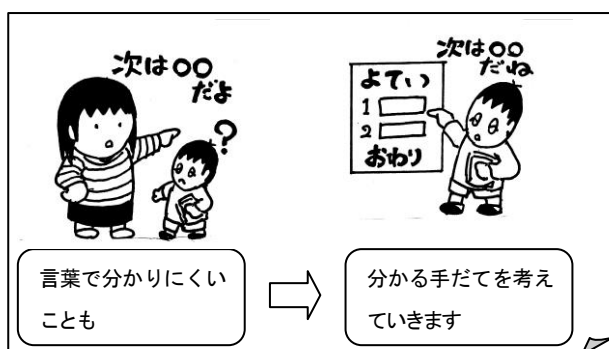 次は○○
だよ
?
次は○○
だね
よてい
1
2
おわり
言葉で分かりにくい
ことも
分かる手だてを考え
ていきます